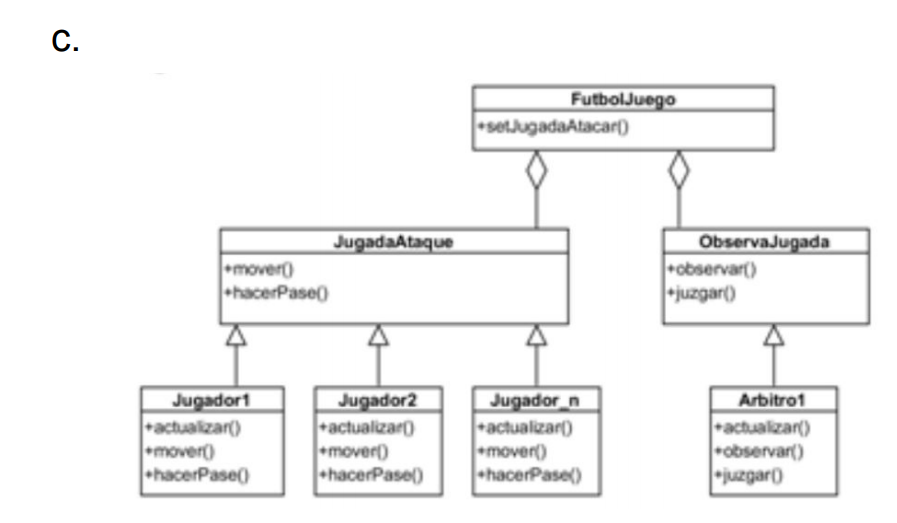 C.
FutbolJuego
+setJugadaAtacar()
JugadaAtaque
+mover()
+hacerPase()
ObservaJugada
+observar()
+juzgar()
Jugador1
+actualizar()
+mover()
+hacerPase()
Jugador2
+actualizar()
+mover()
+hacerPase()
Jugador_n
+actualizar()
+mover()
+hacerPase()
Arbitro1
+actualizar()
+observar()
+juzgar()